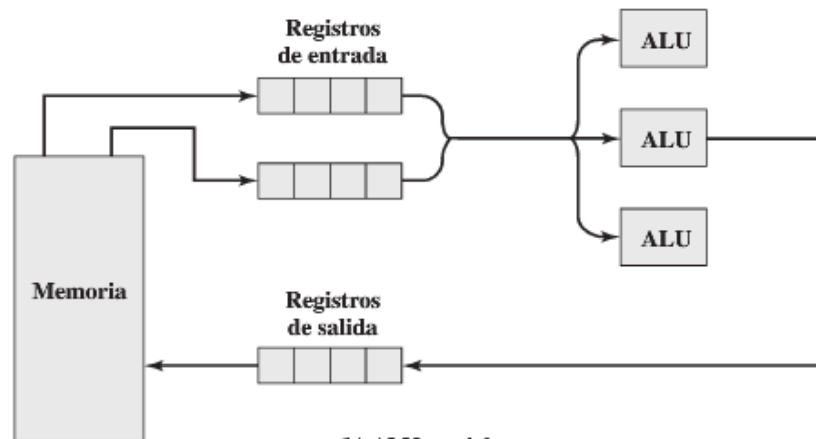 Registros
de entrada
ALU
ALU
ALU
Memoria
Registros
de salida